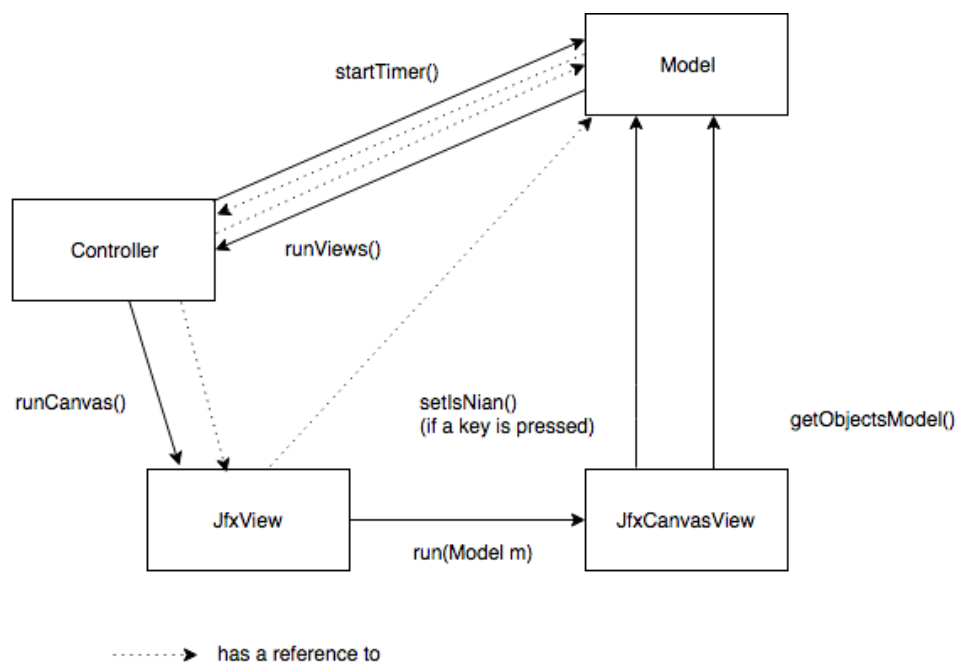 Model
startTimer()
Controller
runViews()
runCanvas()
setIsNian()
(if a key is pressed)
getObjectsModel()
JfxView
JfxCanvasView
run(Model m)
has a reference to